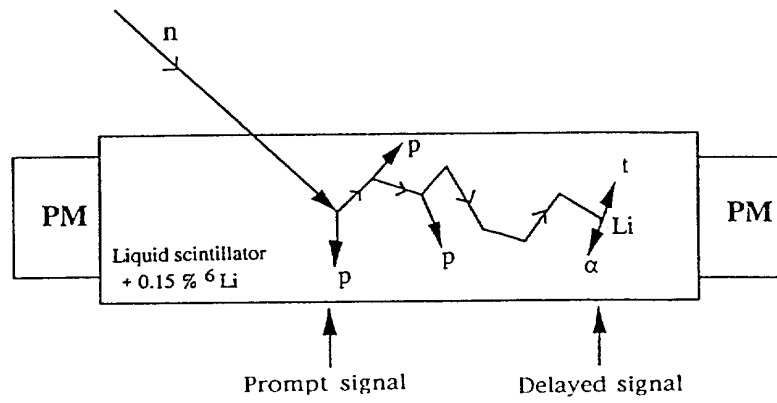 n
p
t
PM
PM
Li
Liquid scintillator
+ 0.15 % ⁶Li
p
p
α
Prompt signal
Delayed signal